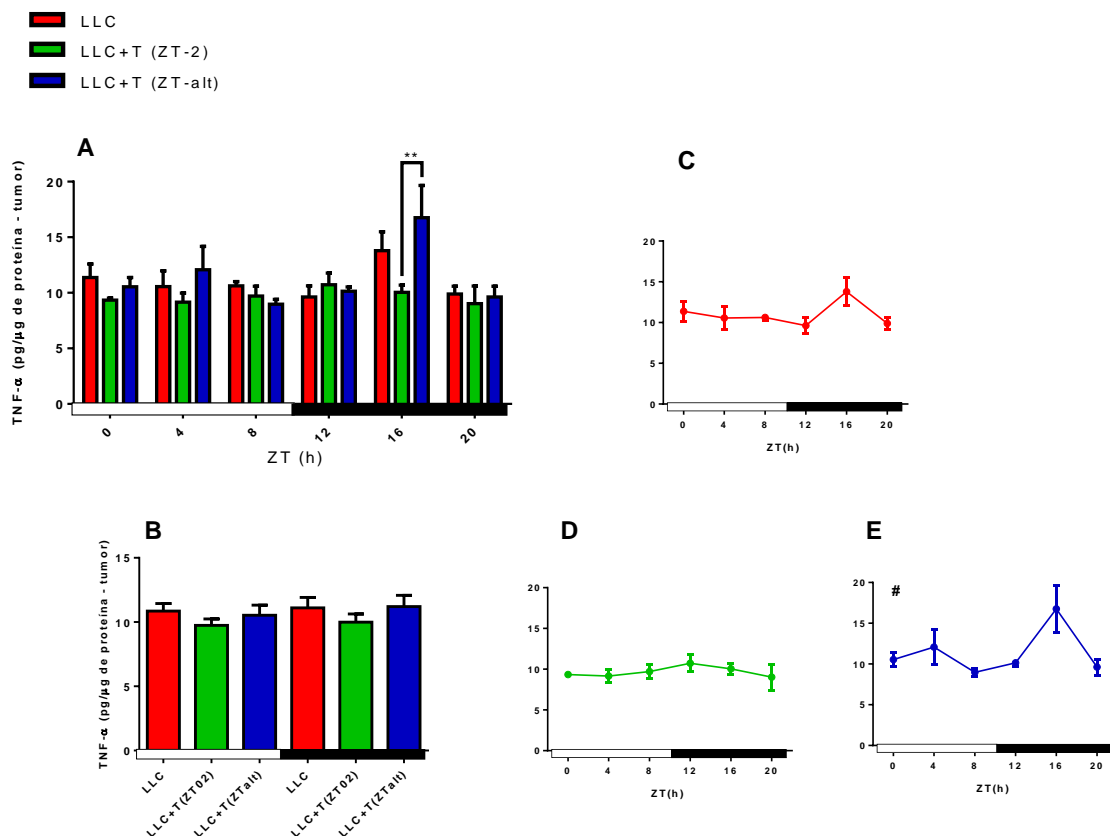 LLC
LLC+T (ZT-2)
LLC+T (ZT-alt)
A
**
TNF-α (pg/µg de proteína - tumor)
20
15
10
5
0
0 4 8 12 16 20
ZT (h)
C
20
15
10
5
0
0 4 8 12 16 20
ZT(h)
B
TNF-α (pg/µg de proteína - tumor)
15
10
5
0
LLC
LLC+T(ZT02)
LLC+T(ZTalt)
LLC
LLC+T(ZT02)
LLC+T(ZTalt)
D
20
15
10
5
0
0 4 8 12 16 20
ZT(h)
E
#
20
15
10
5
0
0 4 8 12 16 20
ZT(h)